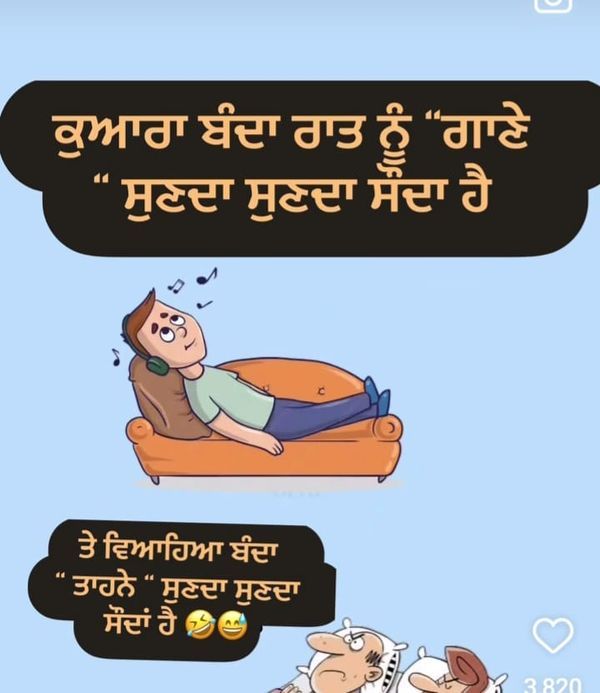 ਕੁਆਰਾ ਬੰਦਾ ਰਾਤ ਨੂੰ “ਗਾਣੇ
“ ਸੁਣਦਾ ਸੁਣਦਾ ਸੌਂਦਾ ਹੈ
ਤੇ ਵਿਆਹਿਆ ਬੰਦਾ
“ ਤਾਹਨੇ “ ਸੁਣਦਾ ਸੁਣਦਾ
ਸੌਂਦਾਂ ਹੈ 🤣😅
3,820